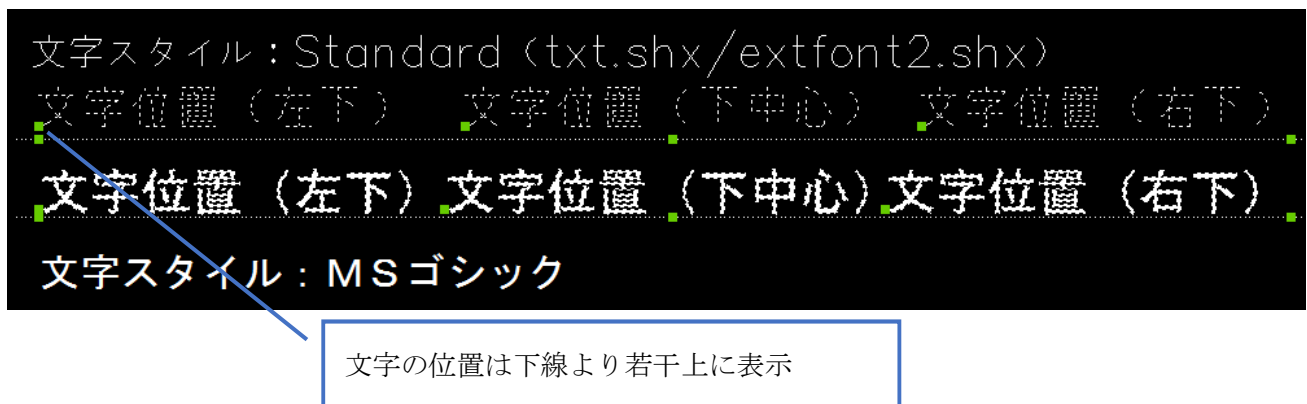 文字スタイル：Standard（txt.shx/extfont2.shx）
文字位置（左下） 文字位置（下中心） 文字位置（右下）
文字位置（左下） 文字位置（下中心） 文字位置（右下）
文字スタイル：ＭＳゴシック
文字の位置は下線より若干上に表示